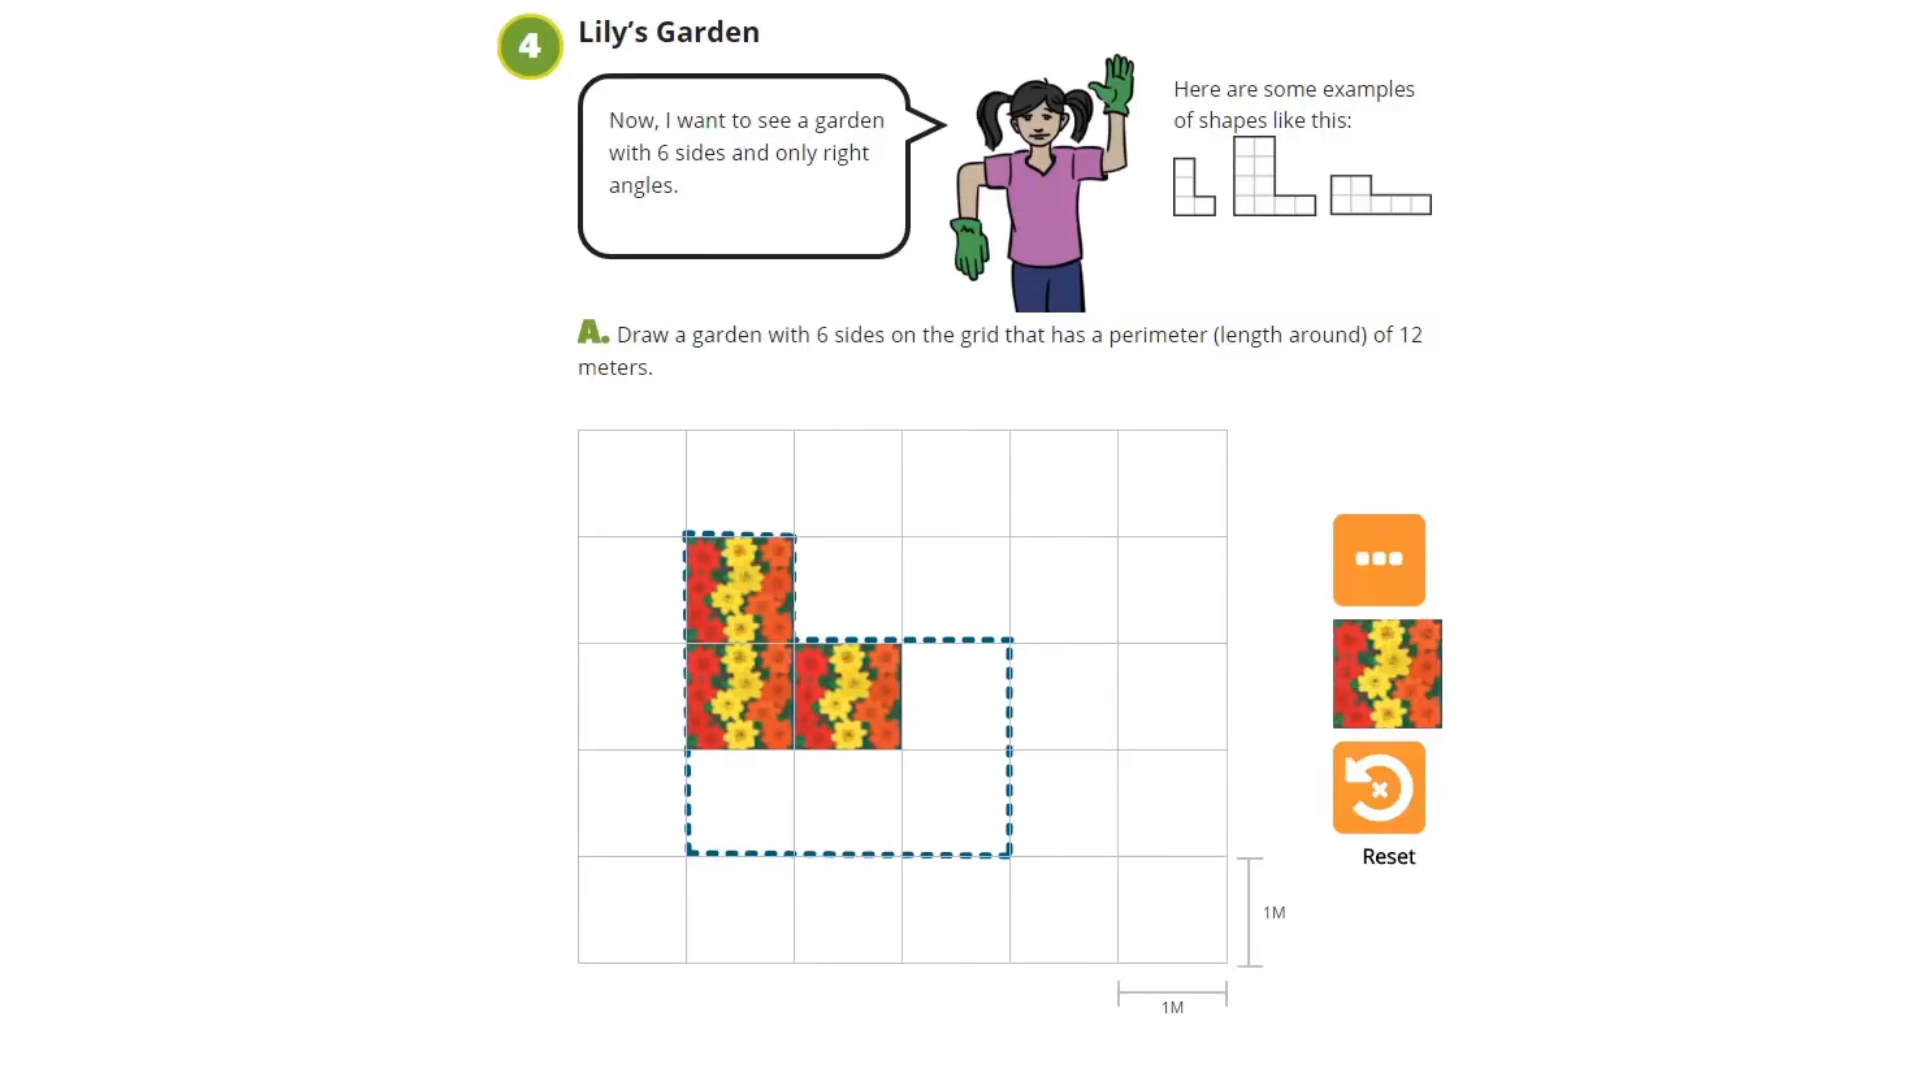 4
Lily’s Garden
Now, I want to see a garden
with 6 sides and only right
angles.
Here are some examples
of shapes like this:
A. Draw a garden with 6 sides on the grid that has a perimeter (length around) of 12
meters.
Reset
1M
1M